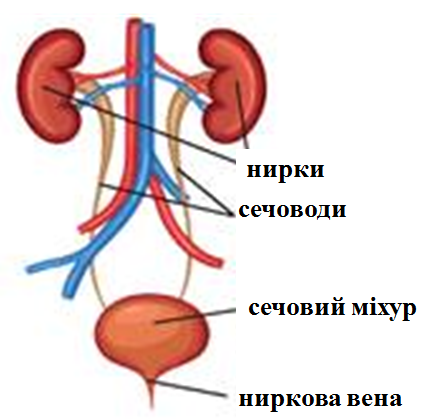 нирки
сечоводи
сечовий міхур
ниркова вена